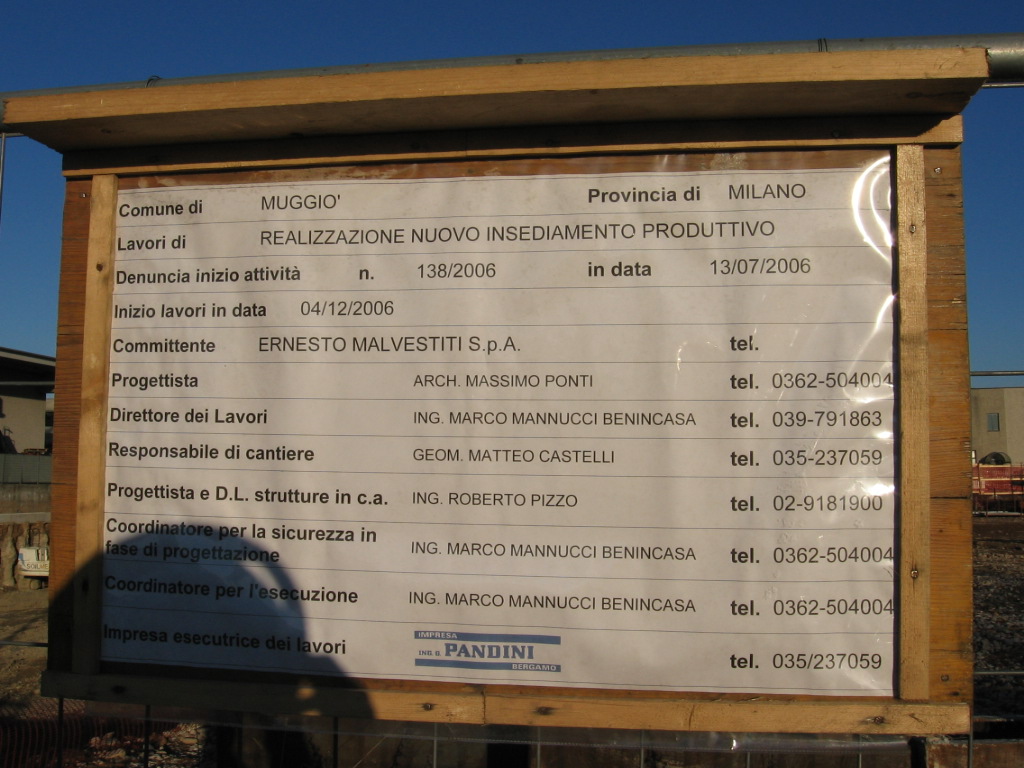 Comune di MUGGIO' Provincia di MILANO
Lavori di REALIZZAZIONE NUOVO INSEDIAMENTO PRODUTTIVO
Denuncia inizio attività n. 138/2006 in data 13/07/2006
Inizio lavori in data 04/12/2006
Committente ERNESTO MALVESTITI S.p.A. tel.
Progettista ARCH. MASSIMO PONTI tel. 0362-504004
Direttore dei Lavori ING. MARCO MANNUCCI BENINCASA tel. 039-791863
Responsabile di cantiere GEOM. MATTEO CASTELLI tel. 035-237059
Progettista e D.L. strutture in c.a. ING. ROBERTO PIZZO tel. 02-9181900
Coordinatore per la sicurezza in
fase di progettazione ING. MARCO MANNUCCI BENINCASA tel. 0362-504004
Coordinatore per l'esecuzione ING. MARCO MANNUCCI BENINCASA tel. 0362-504004
Impresa esecutrice dei lavori
IMPRESA
ING. G. PANDINI
BERGAMO
tel. 035/237059